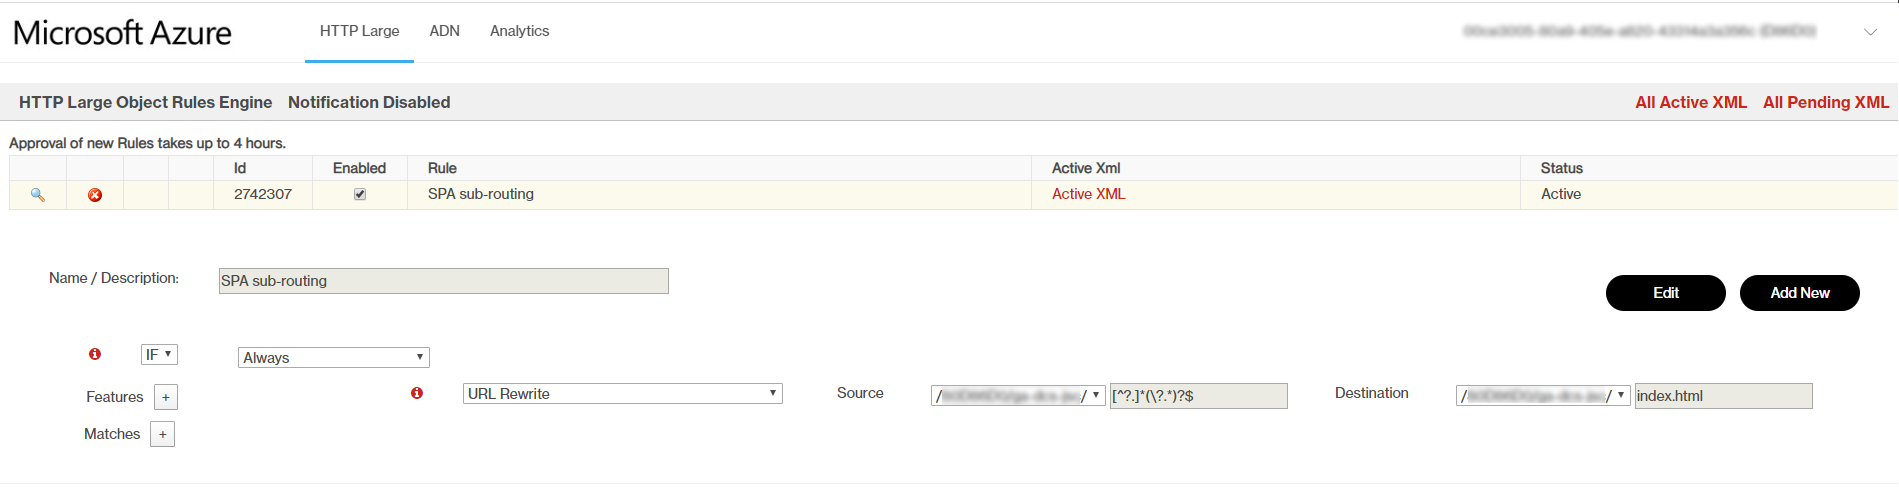 Microsoft Azure HTTP Large ADN Analytics
HTTP Large Object Rules Engine Notification Disabled All Active XML All Pending XML
Approval of new Rules takes up to 4 hours.
Id Enabled Rule Active Xml Status
2742307 SPA sub-routing Active XML Active
Name / Description: SPA sub-routing
Edit Add New
IF Always
Features + URL Rewrite Source / / [^?.]*(\?.*)?$ Destination / / index.html
Matches +